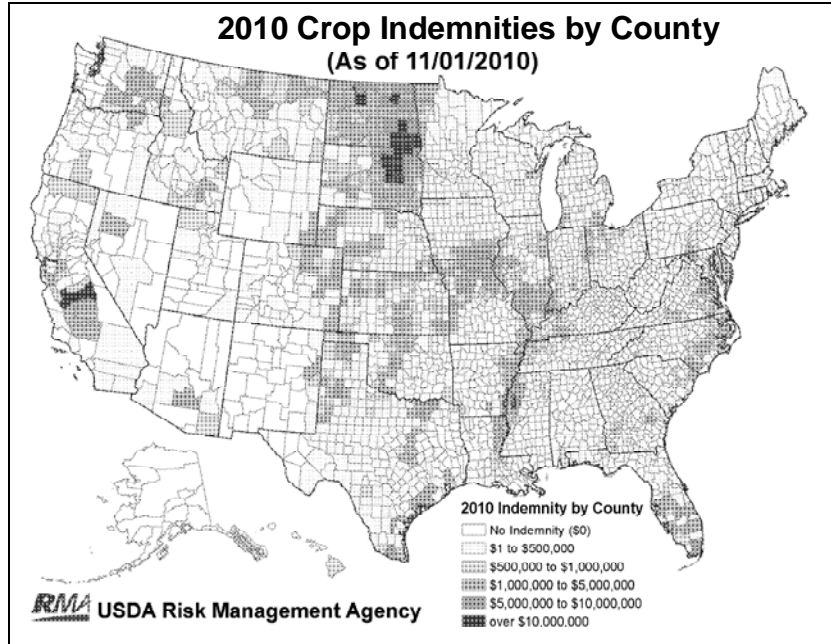 2010 Crop Indemnities by County
(As of 11/01/2010)
2010 Indemnity by County
No Indemnity ($0)
$1 to $500,000
$500,000 to $1,000,000
$1,000,000 to $5,000,000
$5,000,000 to $10,000,000
over $10,000,000
RMA USDA Risk Management Agency